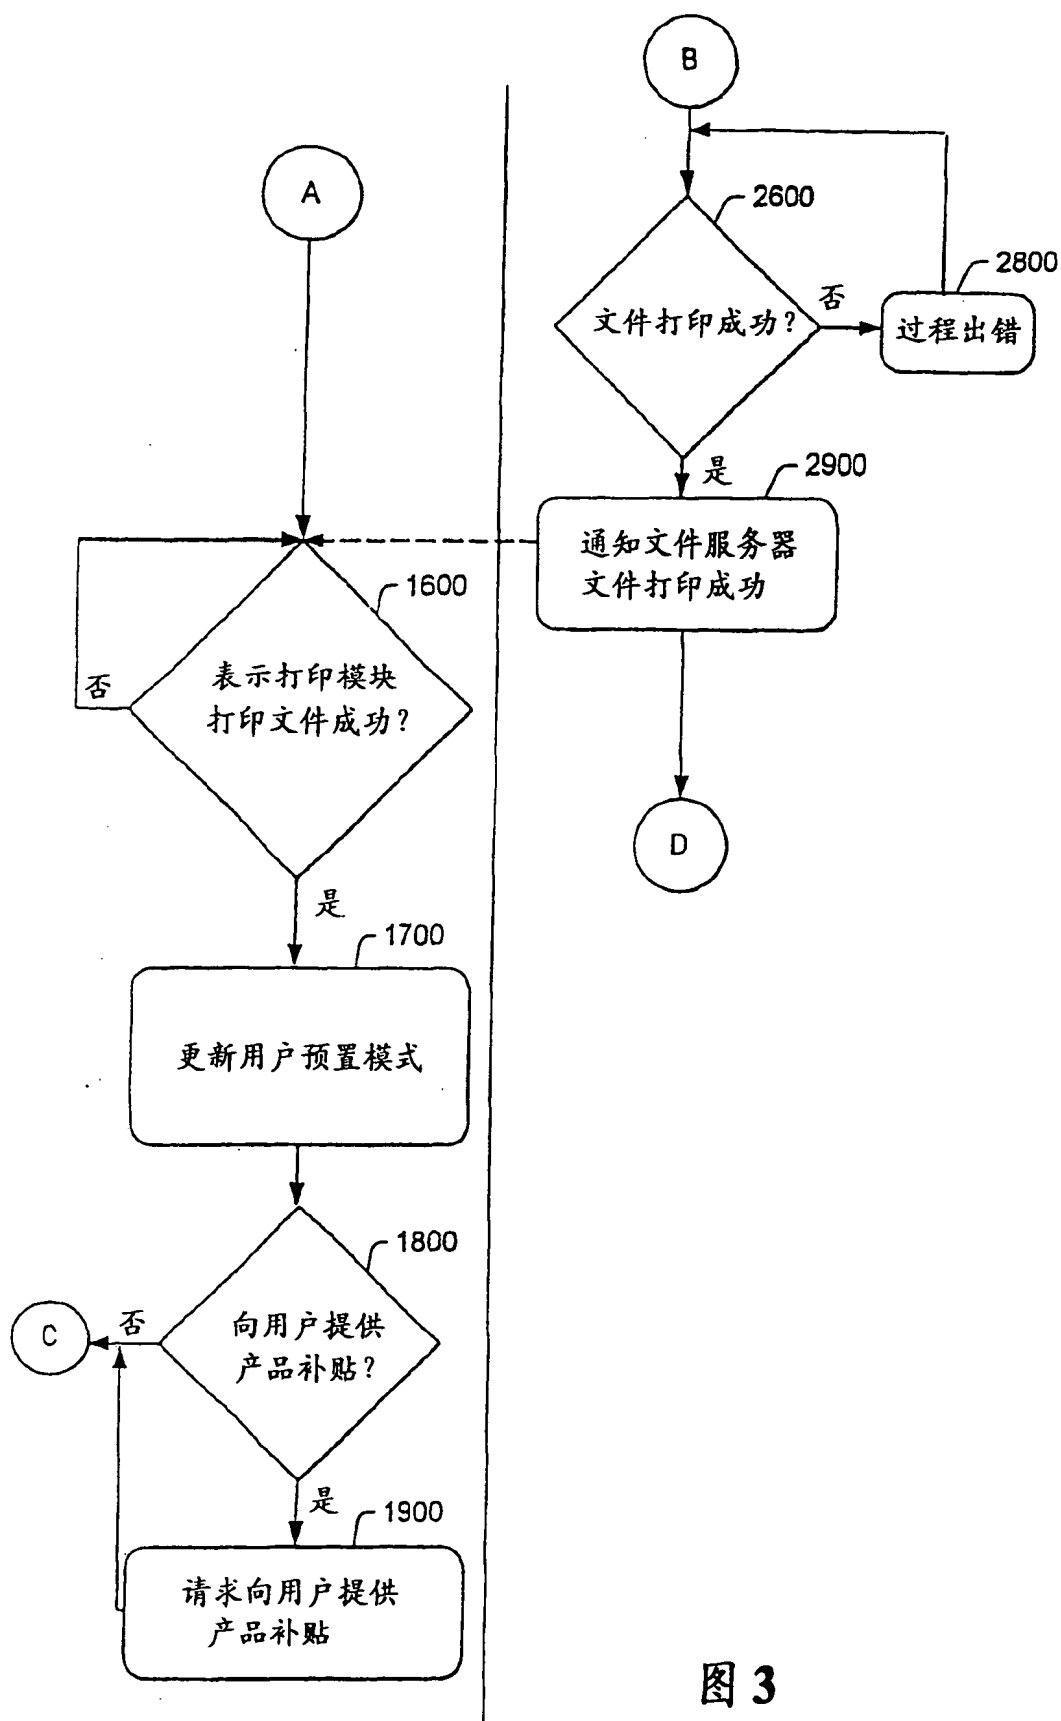 A
1600
表示打印模块
打印文件成功？
否
是
1700
更新用户预置模式
1800
向用户提供
产品补贴？
否
C
是
1900
请求向用户提供
产品补贴
B
2600
文件打印成功？
否
2800
过程出错
是
2900
通知文件服务器
文件打印成功
D
图3